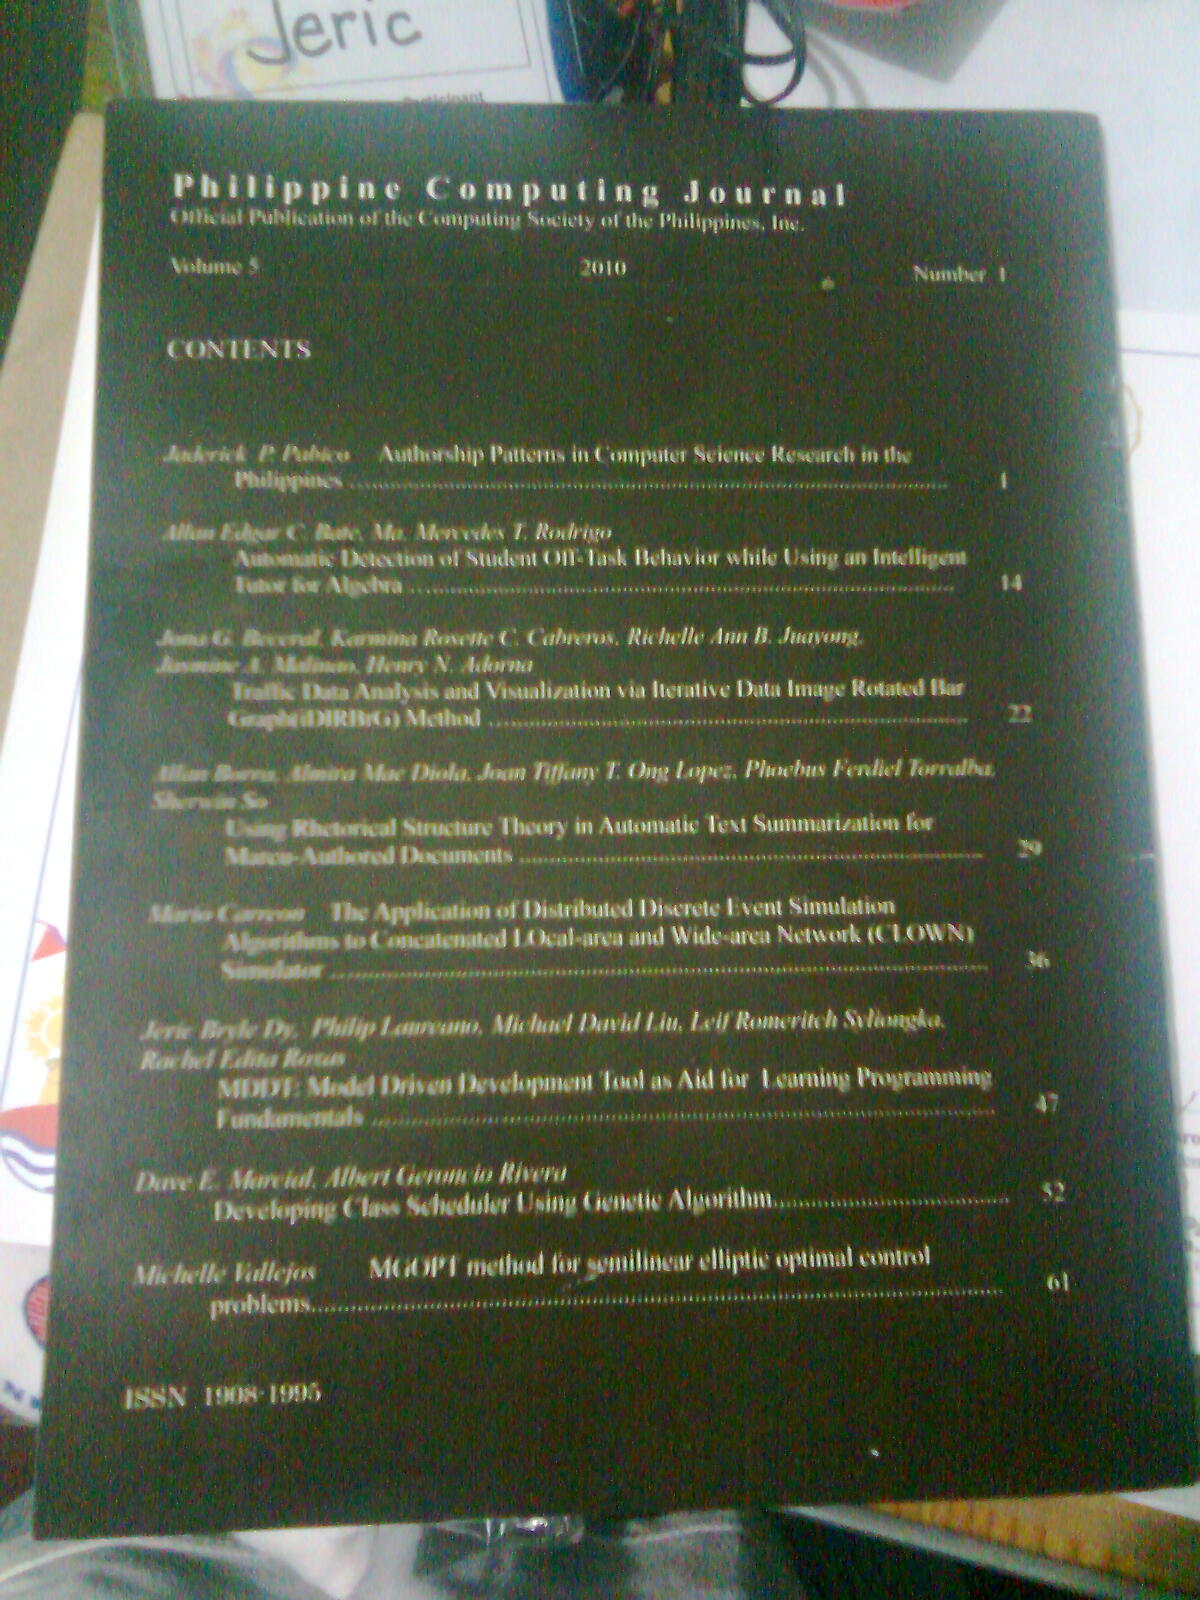 Jeric
Participant
Philippine Computing Journal
Official Publication of the Computing Society of the Philippines, Inc.
Volume 5 2010 Number 1
CONTENTS
Jaderick P. Pabico Authorship Patterns in Computer Science Research in the
Philippines 1
Allan Edgar C. Bate, Ma. Mercedes T. Rodrigo
Automatic Detection of Student Off-Task Behavior while Using an Intelligent
Tutor for Algebra 14
Jona G. Karmina Rosette C. Cabreros, Richelle Ann B. Juayong,
Jasmine A. Malinao, Henry N. Adorna
Traffic Data Analysis and Visualization via Iterative Data Image Rotated Bar
Graph(iDIRBrG) Method 22
Allan Borra, Almira Mae Diola, Joan Tiffany T. Ong Lopez, Phoebus Ferdiel Torralba,
Sherwin So
Using Rhetorical Structure Theory in Automatic Text Summarization for
Marcu-Authored Documents 29
Mario Carreon The Application of Distributed Discrete Event Simulation
Algorithms to Concatenated LOcal-area and Wide-area Network (CLOWN)
Simulator 36
Jeric Bryle Dy, Philip Laureano, Michael David Liu, Leif Romeritch Syliongka,
Rachel Edita Roxas
MDDT: Model Driven Development Tool as Aid for Learning Programming
Fundamentals 47
Dave E. Marcial, Albert Geroncio Rivera
Developing Class Scheduler Using Genetic Algorithm 52
Michelle Vallejos MGOPT method for semilinear elliptic optimal control
problems 61
ISSN 1908-1995